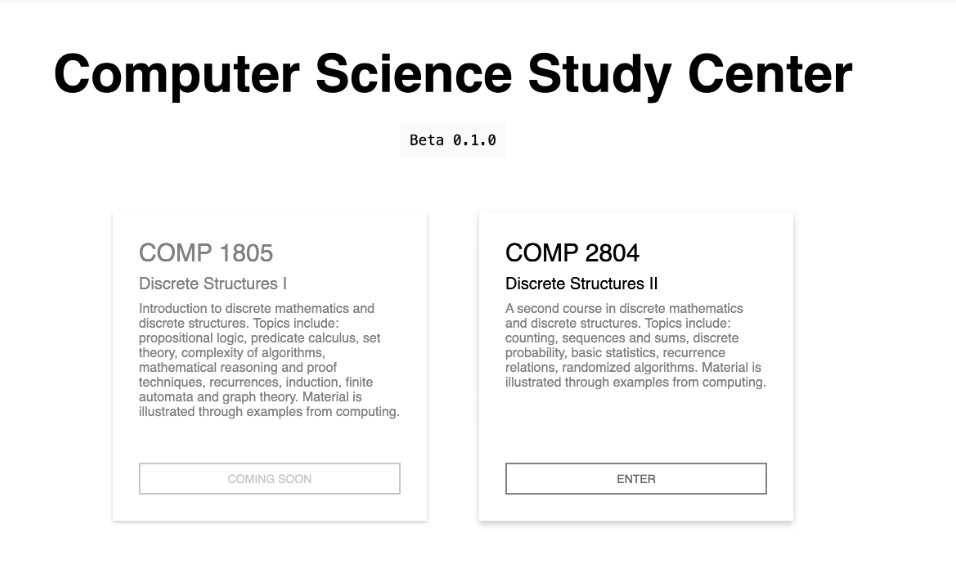 Computer Science Study Center
Beta 0.1.0
COMP 1805
Discrete Structures I
Introduction to discrete mathematics and
discrete structures. Topics include:
propositional logic, predicate calculus, set
theory, complexity of algorithms,
mathematical reasoning and proof
techniques, recurrences, induction, finite
automata and graph theory. Material is
illustrated through examples from computing.
COMING SOON
COMP 2804
Discrete Structures II
A second course in discrete mathematics
and discrete structures. Topics include:
counting, sequences and sums, discrete
probability, basic statistics, recurrence
relations, randomized algorithms. Material is
illustrated through examples from computing.
ENTER